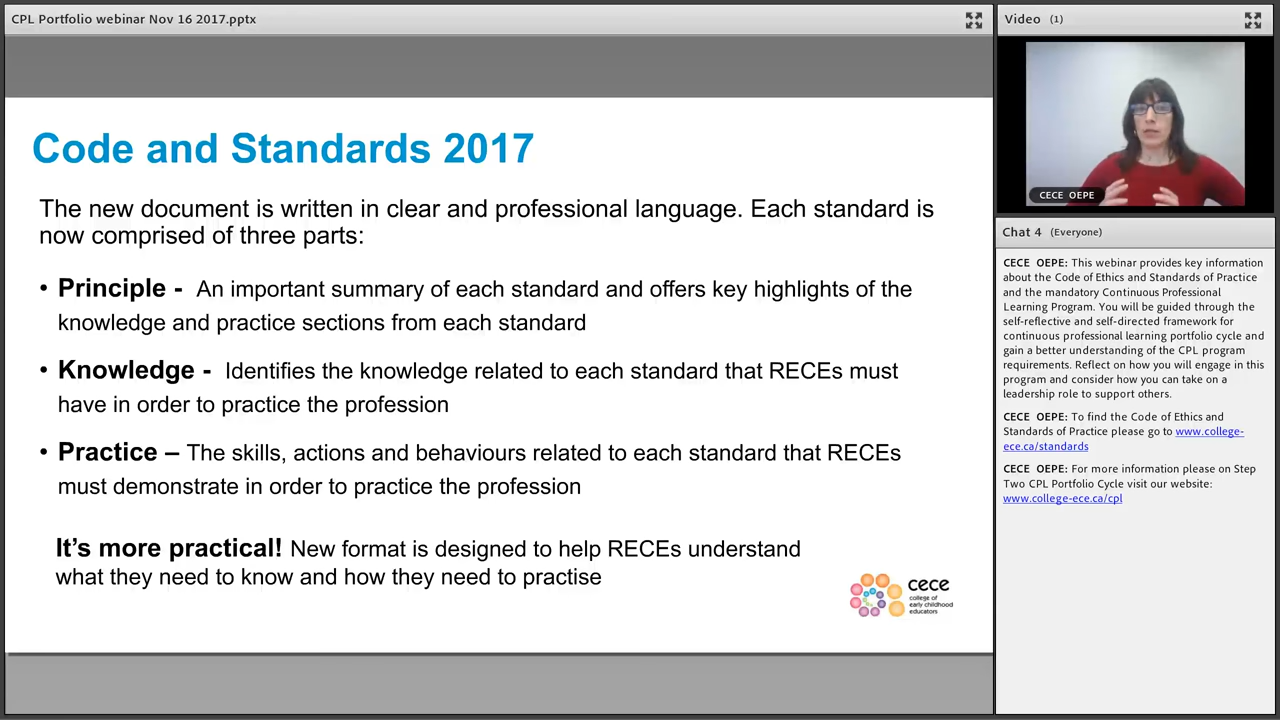 CPL Portfolio webinar Nov 16 2017.pptx
Code and Standards 2017
The new document is written in clear and professional language. Each standard is
now comprised of three parts:
• Principle - An important summary of each standard and offers key highlights of the
knowledge and practice sections from each standard
• Knowledge - Identifies the knowledge related to each standard that RECEs must
have in order to practice the profession
• Practice – The skills, actions and behaviours related to each standard that RECEs
must demonstrate in order to practice the profession
It's more practical! New format is designed to help RECEs understand
what they need to know and how they need to practise
cece
college of
early childhood
educators
Video (1)
CECE OEPE
Chat 4 (Everyone)
CECE OEPE: This webinar provides key information
about the Code of Ethics and Standards of Practice
and the mandatory Continuous Professional
Learning Program. You will be guided through the
self-reflective and self-directed framework for
continuous professional learning portfolio cycle and
gain a better understanding of the CPL program
requirements. Reflect on how you will engage in this
program and consider how you can take on a
leadership role to support others.
CECE OEPE: To find the Code of Ethics and
Standards of Practice please go to www.college-
ece.ca/standards
CECE OEPE: For more information please on Step
Two CPL Portfolio Cycle visit our website:
www.college-ece.ca/cpl